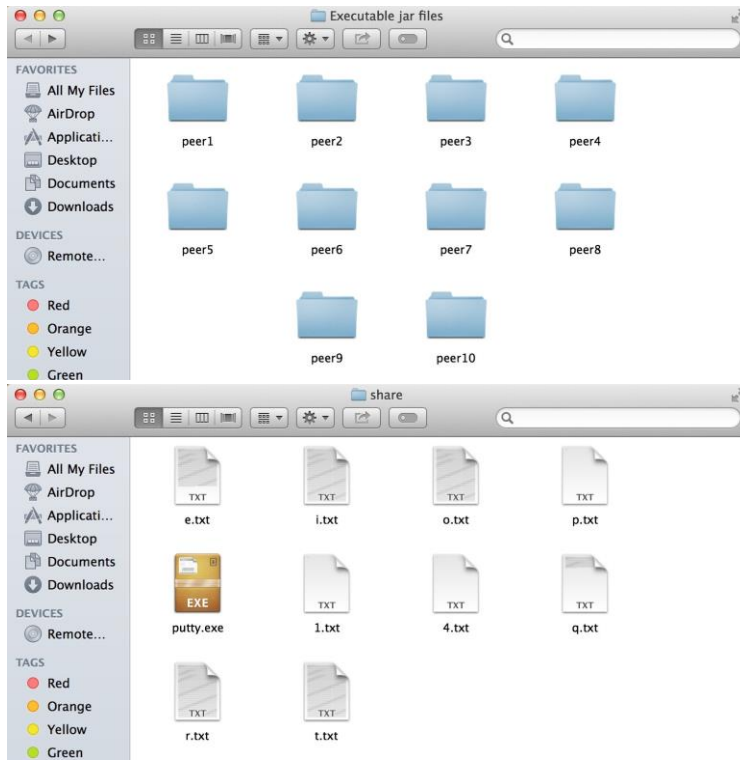 Executable jar files
FAVORITES
All My Files
AirDrop
Applicati...
Desktop
Documents
Downloads
DEVICES
Remote...
TAGS
Red
Orange
Yellow
Green
peer1 peer2 peer3 peer4
peer5 peer6 peer7 peer8
peer9 peer10
share
FAVORITES
All My Files
AirDrop
Applicati...
Desktop
Documents
Downloads
DEVICES
Remote...
TAGS
Red
Orange
Yellow
Green
TXT TXT TXT TXT
e.txt i.txt o.txt p.txt
EXE TXT TXT TXT
putty.exe 1.txt 4.txt q.txt
TXT TXT
r.txt t.txt